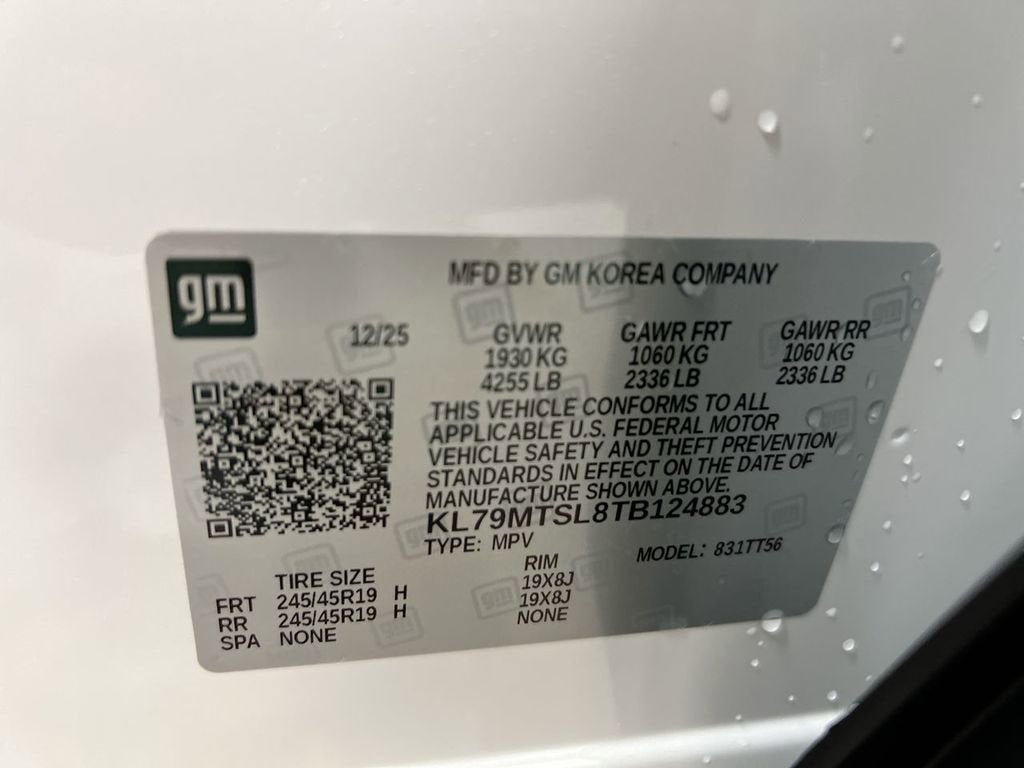 gm
MFD BY GM KOREA COMPANY
12/25 GVWR GAWR FRT GAWR RR
1930 KG 1060 KG 1060 KG
4255 LB 2336 LB 2336 LB
THIS VEHICLE CONFORMS TO ALL
APPLICABLE U.S. FEDERAL MOTOR
VEHICLE SAFETY AND THEFT PREVENTION
STANDARDS IN EFFECT ON THE DATE OF
MANUFACTURE SHOWN ABOVE.
KL79MTSL8TB124883
TYPE: MPV MODEL: 831TT56
TIRE SIZE RIM
FRT 245/45R19 H 19X8J
RR 245/45R19 H 19X8J
SPA NONE NONE